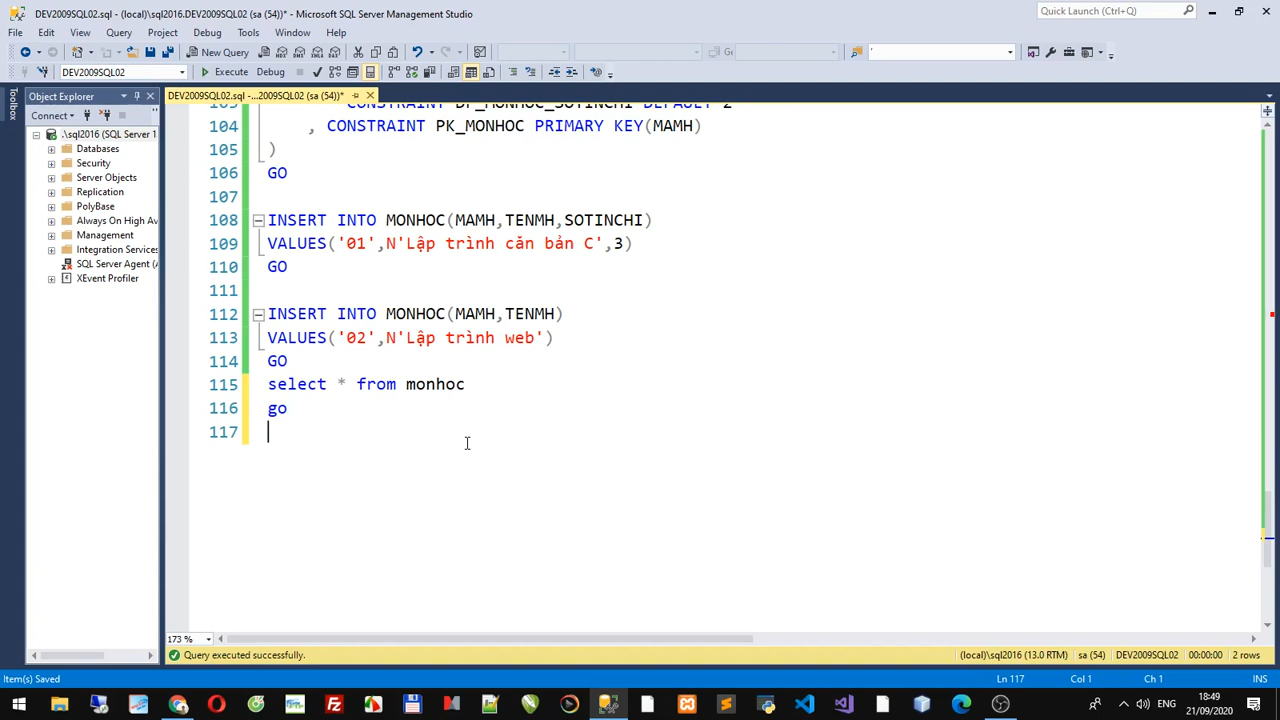 DEV2009SQL02.sql - (local)\sql2016.DEV2009SQL02 (sa (54))* - Microsoft SQL Server Management Studio
Quick Launch (Ctrl+Q)
File Edit View Query Project Debug Tools Window Help
New Query
DEV2009SQL02 Execute Debug
Toolbox
Object Explorer
DEV2009SQL02.sql -...2009SQL02 (sa (54))*
Connect
.\sql2016 (SQL Server 1
Databases
Security
Server Objects
Replication
PolyBase
Always On High Av
Management
Integration Services
SQL Server Agent (A
XEvent Profiler
103 CONSTRAINT DF_MONHOC_SOTINCHI DEFAULT 2
104 , CONSTRAINT PK_MONHOC PRIMARY KEY(MAMH)
105 )
106 GO
107
108 INSERT INTO MONHOC(MAMH,TENMH,SOTINCHI)
109 VALUES('01',N'Lập trình căn bản C',3)
110 GO
111
112 INSERT INTO MONHOC(MAMH,TENMH)
113 VALUES('02',N'Lập trình web')
114 GO
115 select * from monhoc
116 go
117
173 %
Query executed successfully. (local)\sql2016 (13.0 RTM) sa (54) DEV2009SQL02 00:00:00 2 rows
Item(s) Saved Ln 117 Col 1 Ch 1 INS
ENG
18:49
21/09/2020